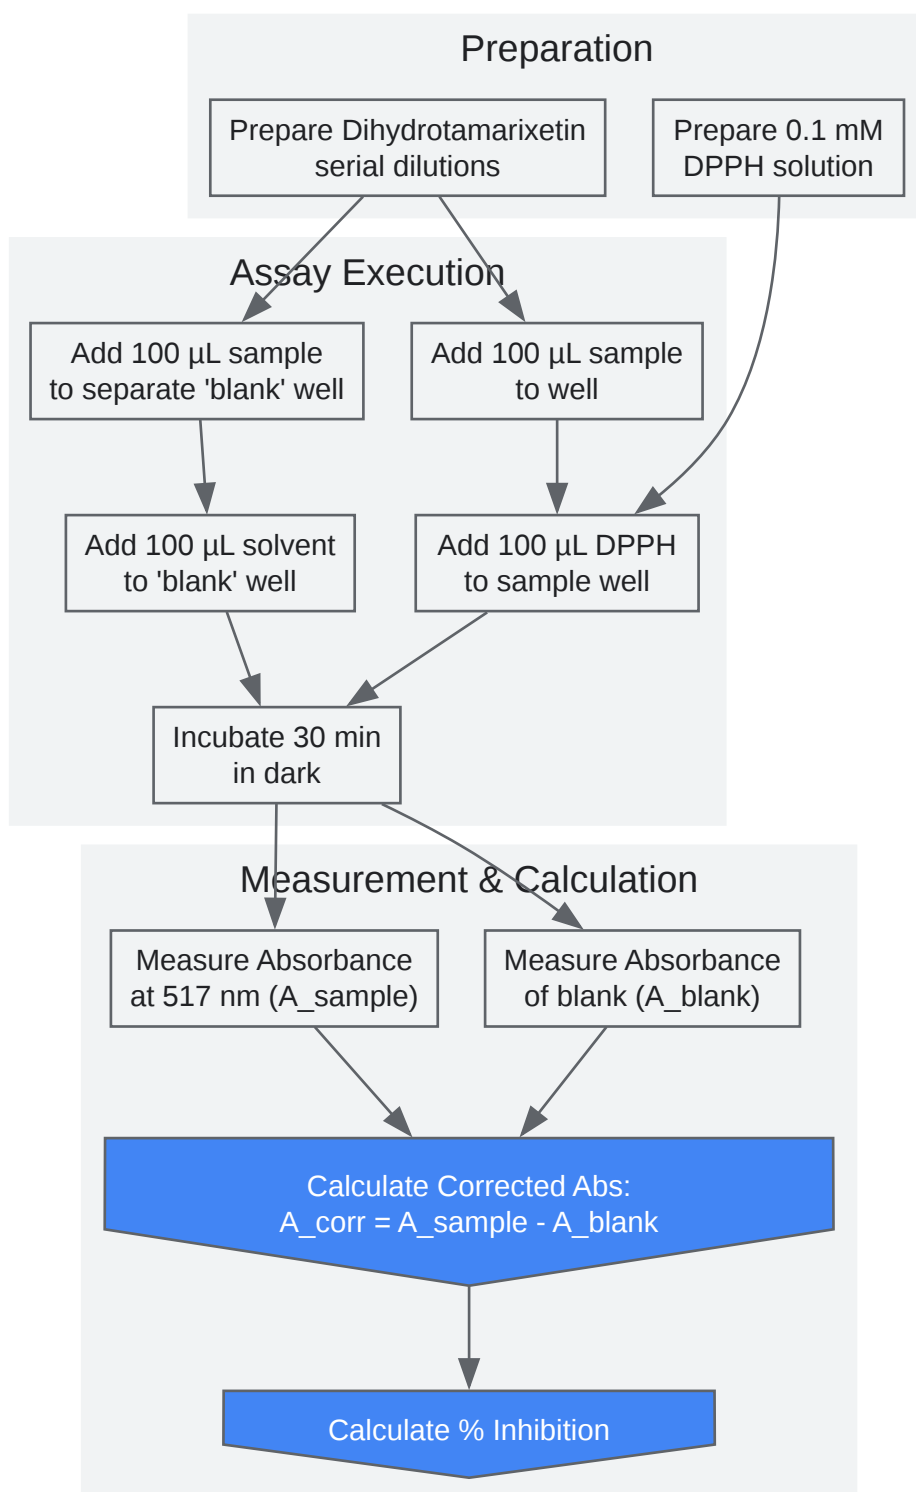 Preparation
Prepare Dihydrotamarixetin
serial dilutions
Prepare 0.1 mM
DPPH solution
Assay Execution
Add 100 µL sample
to separate 'blank' well
Add 100 µL sample
to well
Add 100 µL solvent
to 'blank' well
Add 100 µL DPPH
to sample well
Incubate 30 min
in dark
Measurement & Calculation
Measure Absorbance
at 517 nm (A_sample)
Measure Absorbance
of blank (A_blank)
Calculate Corrected Abs:
A_corr = A_sample - A_blank
Calculate % Inhibition